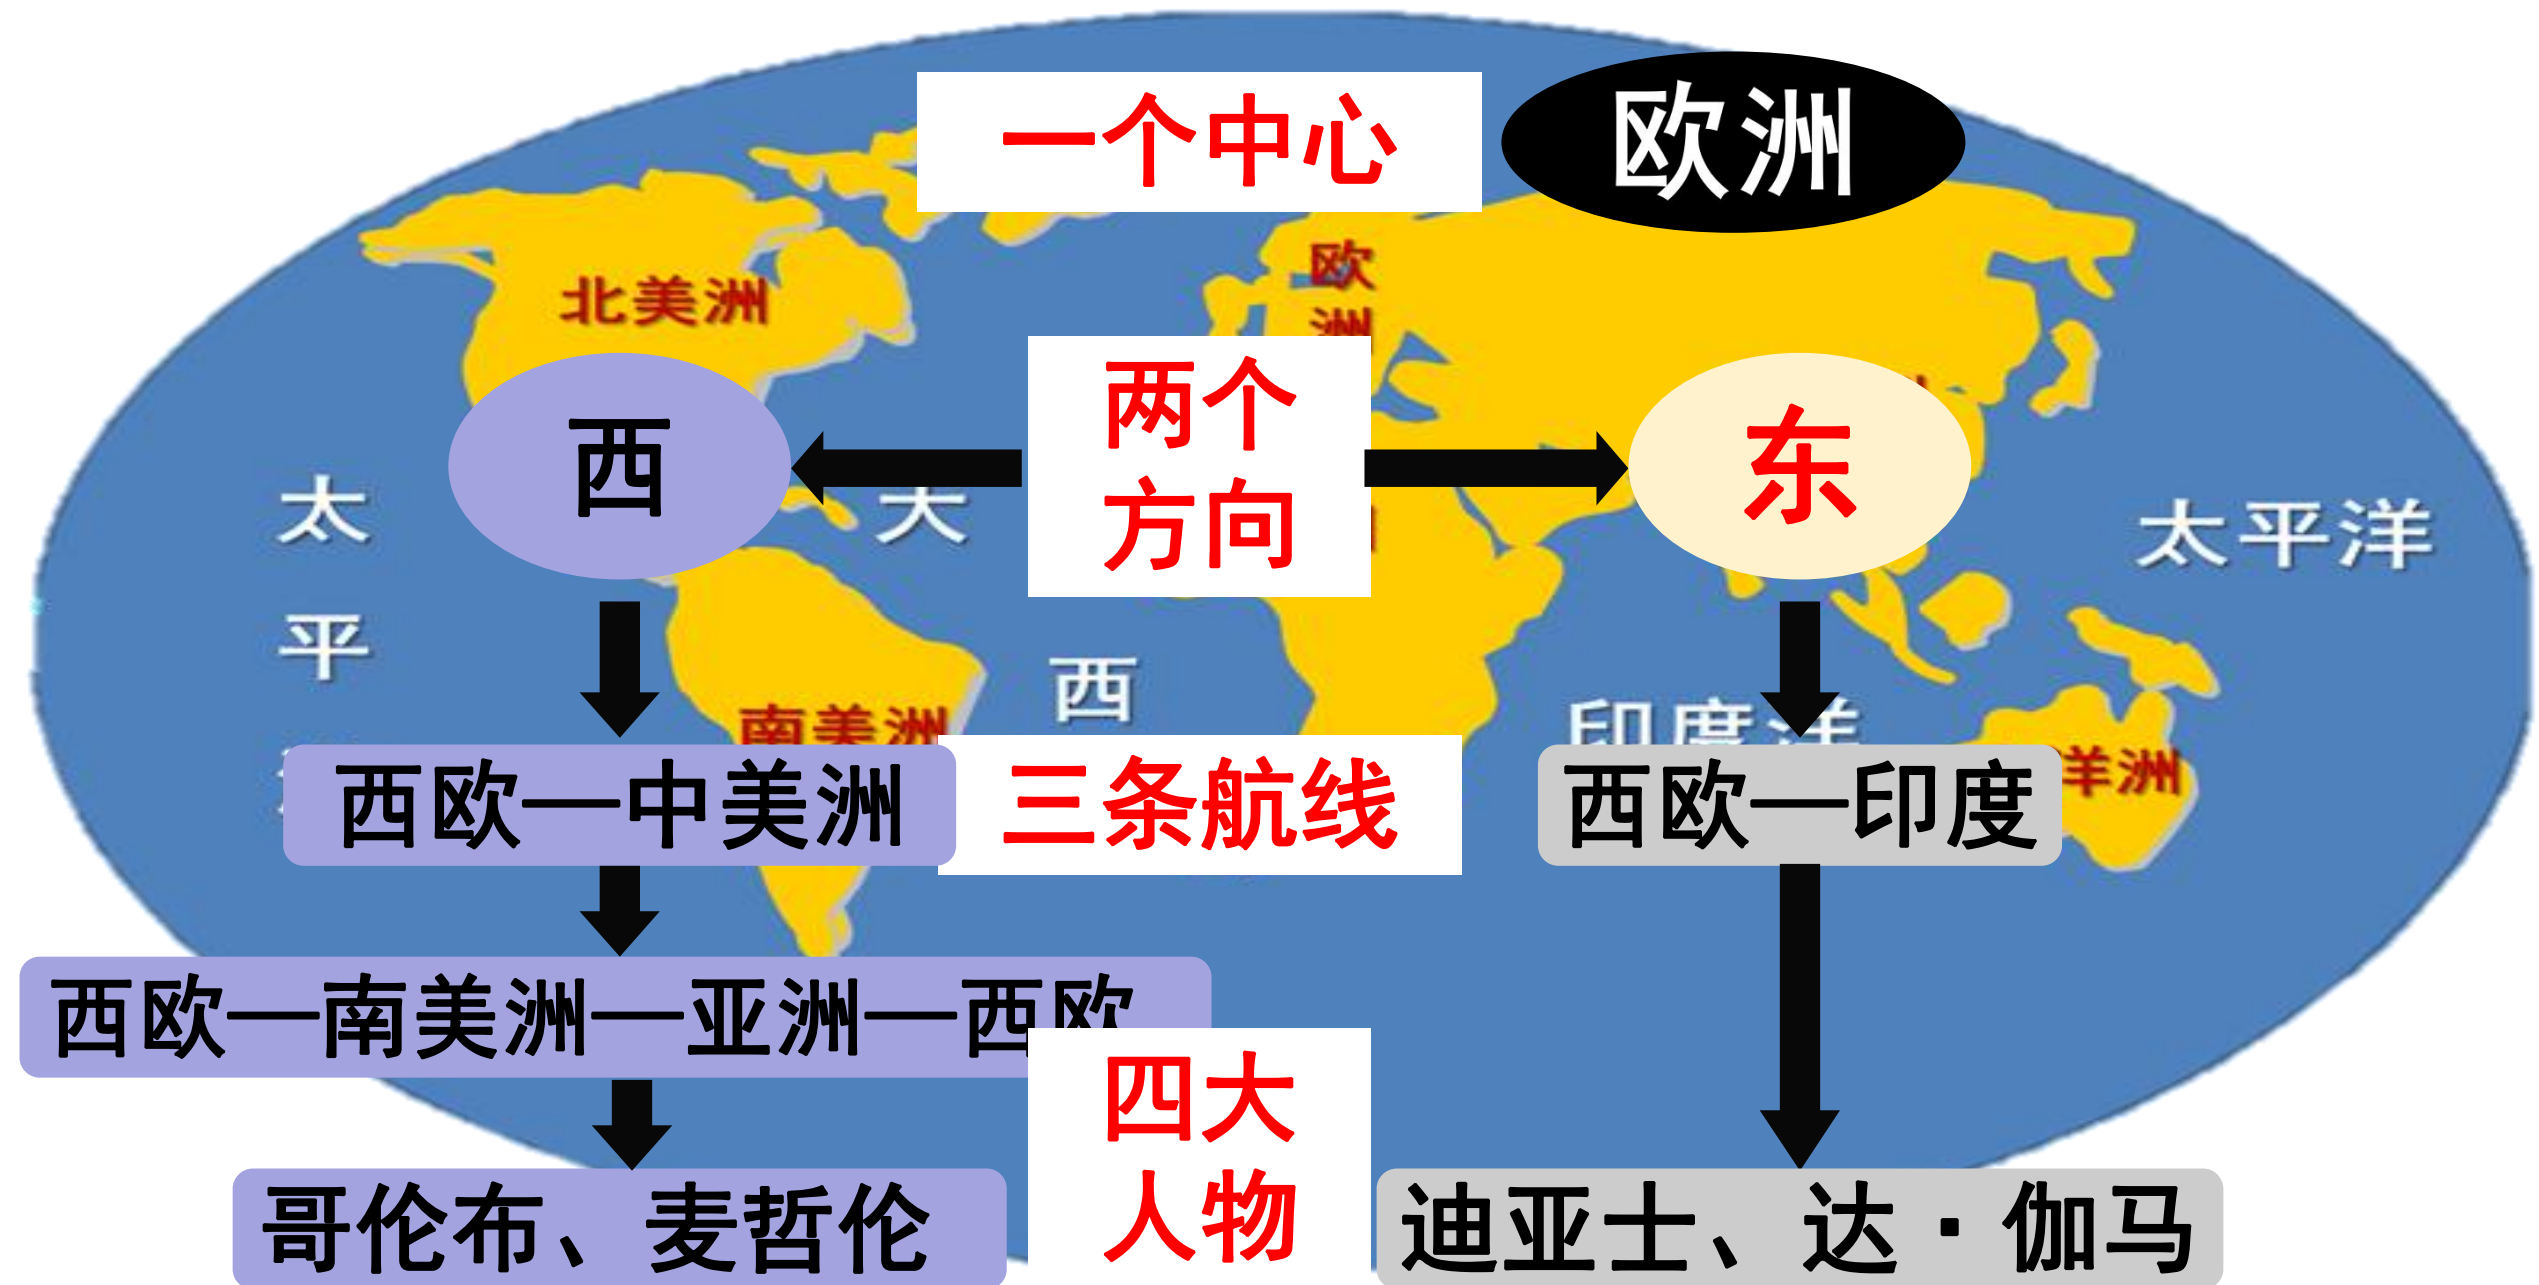 一个中心
欧洲
欧
洲
北美洲
两个
方向
西
东
太
平
大
西
太平洋
印度洋
南美洲
洋洲
西欧—中美洲
三条航线
西欧—印度
西欧—南美洲—亚洲—西欧
四大
人物
哥伦布、麦哲伦
迪亚士、达·伽马